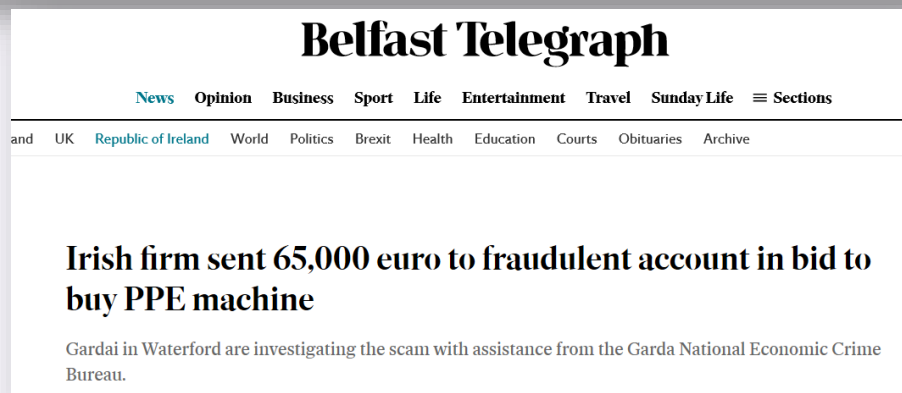 Belfast Telegraph
News Opinion Business Sport Life Entertainment Travel Sunday Life Sections
and UK Republic of Ireland World Politics Brexit Health Education Courts Obituaries Archive
Irish firm sent 65,000 euro to fraudulent account in bid to
buy PPE machine
Gardai in Waterford are investigating the scam with assistance from the Garda National Economic Crime
Bureau.